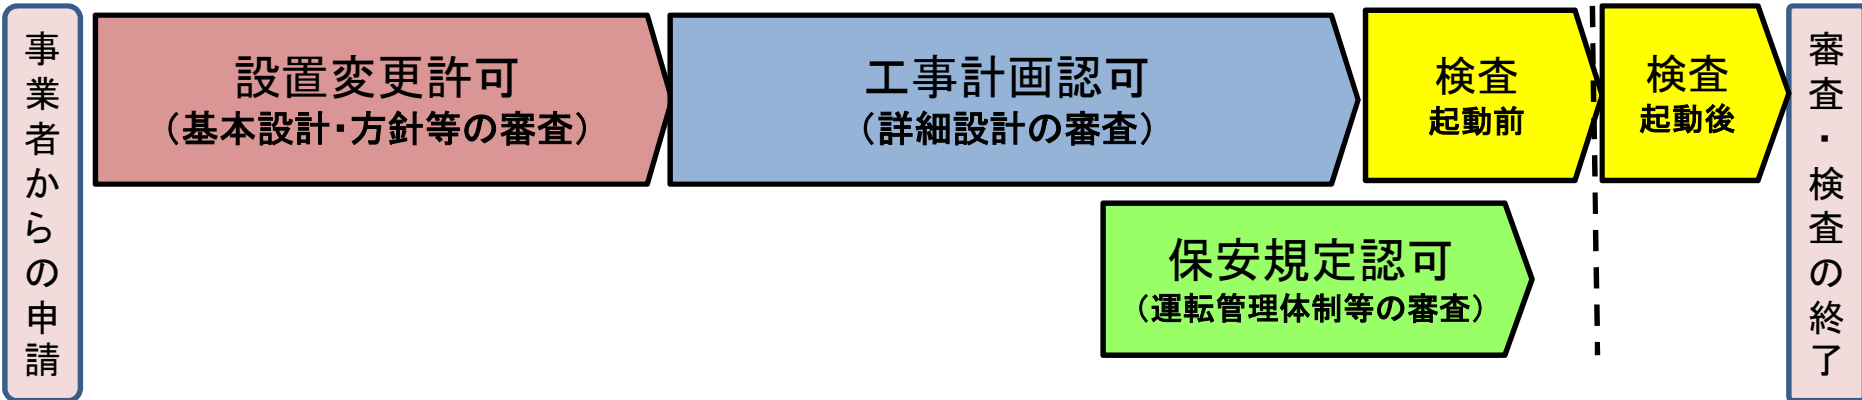 事業者からの申請
設置変更許可
（基本設計・方針等の審査）
工事計画認可
（詳細設計の審査）
検査
起動前
検査
起動後
保安規定認可
（運転管理体制等の審査）
審査・検査の終了